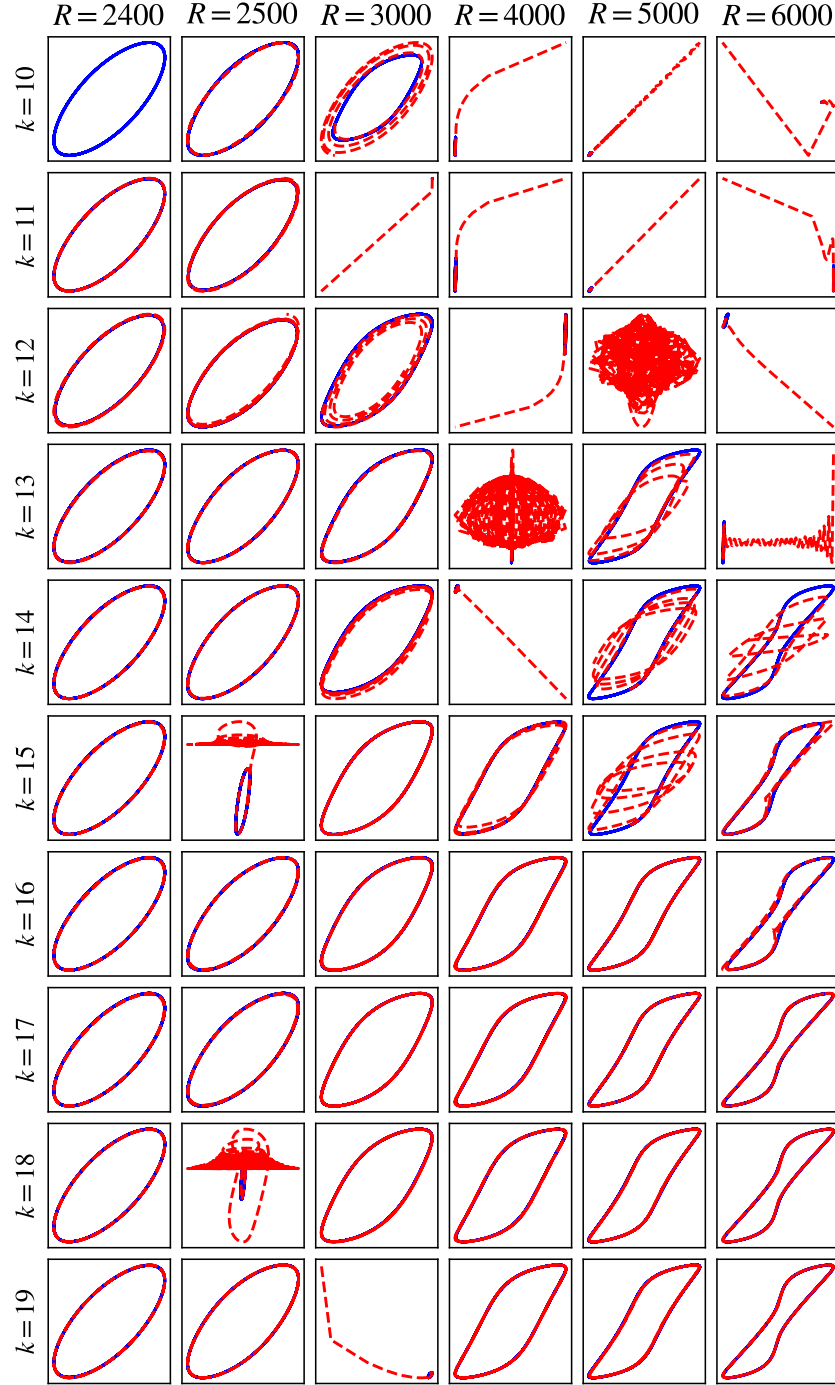 R = 2400 R = 2500 R = 3000 R = 4000 R = 5000 R = 6000
k = 10
k = 11
k = 12
k = 13
k = 14
k = 15
k = 16
k = 17
k = 18
k = 19